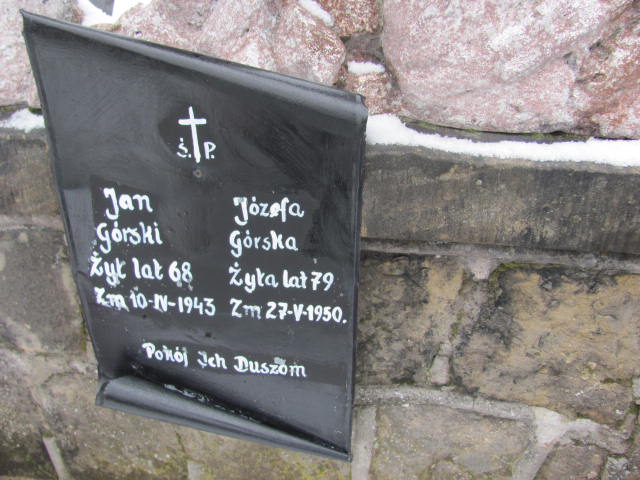 Ś.P.
Jan
Górski
Żył lat 68
Zm 10-IV-1943
Józefa
Górska
Żyła lat 79
Zm 27-V-1950.
Pokój Ich Duszom